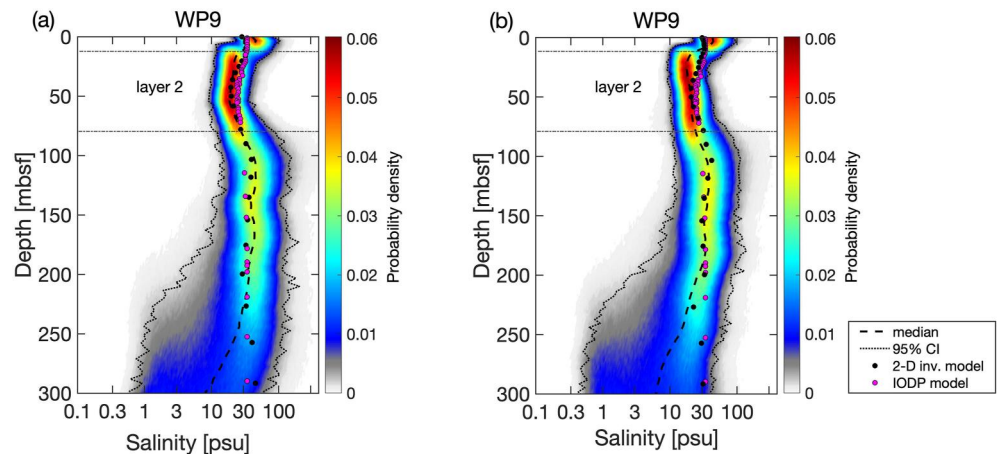 (a)
WP9
0
50
100
150
200
250
300
Depth [mbsf]
layer 2
0.1 0.3 1 3 10 30 100
Salinity [psu]
0.06
0.05
0.04
0.03
0.02
0.01
0
Probability density
(b)
WP9
0
50
100
150
200
250
300
Depth [mbsf]
layer 2
0.1 0.3 1 3 10 30 100
Salinity [psu]
0.06
0.05
0.04
0.03
0.02
0.01
0
Probability density
median
95% CI
2-D inv. model
IODP model